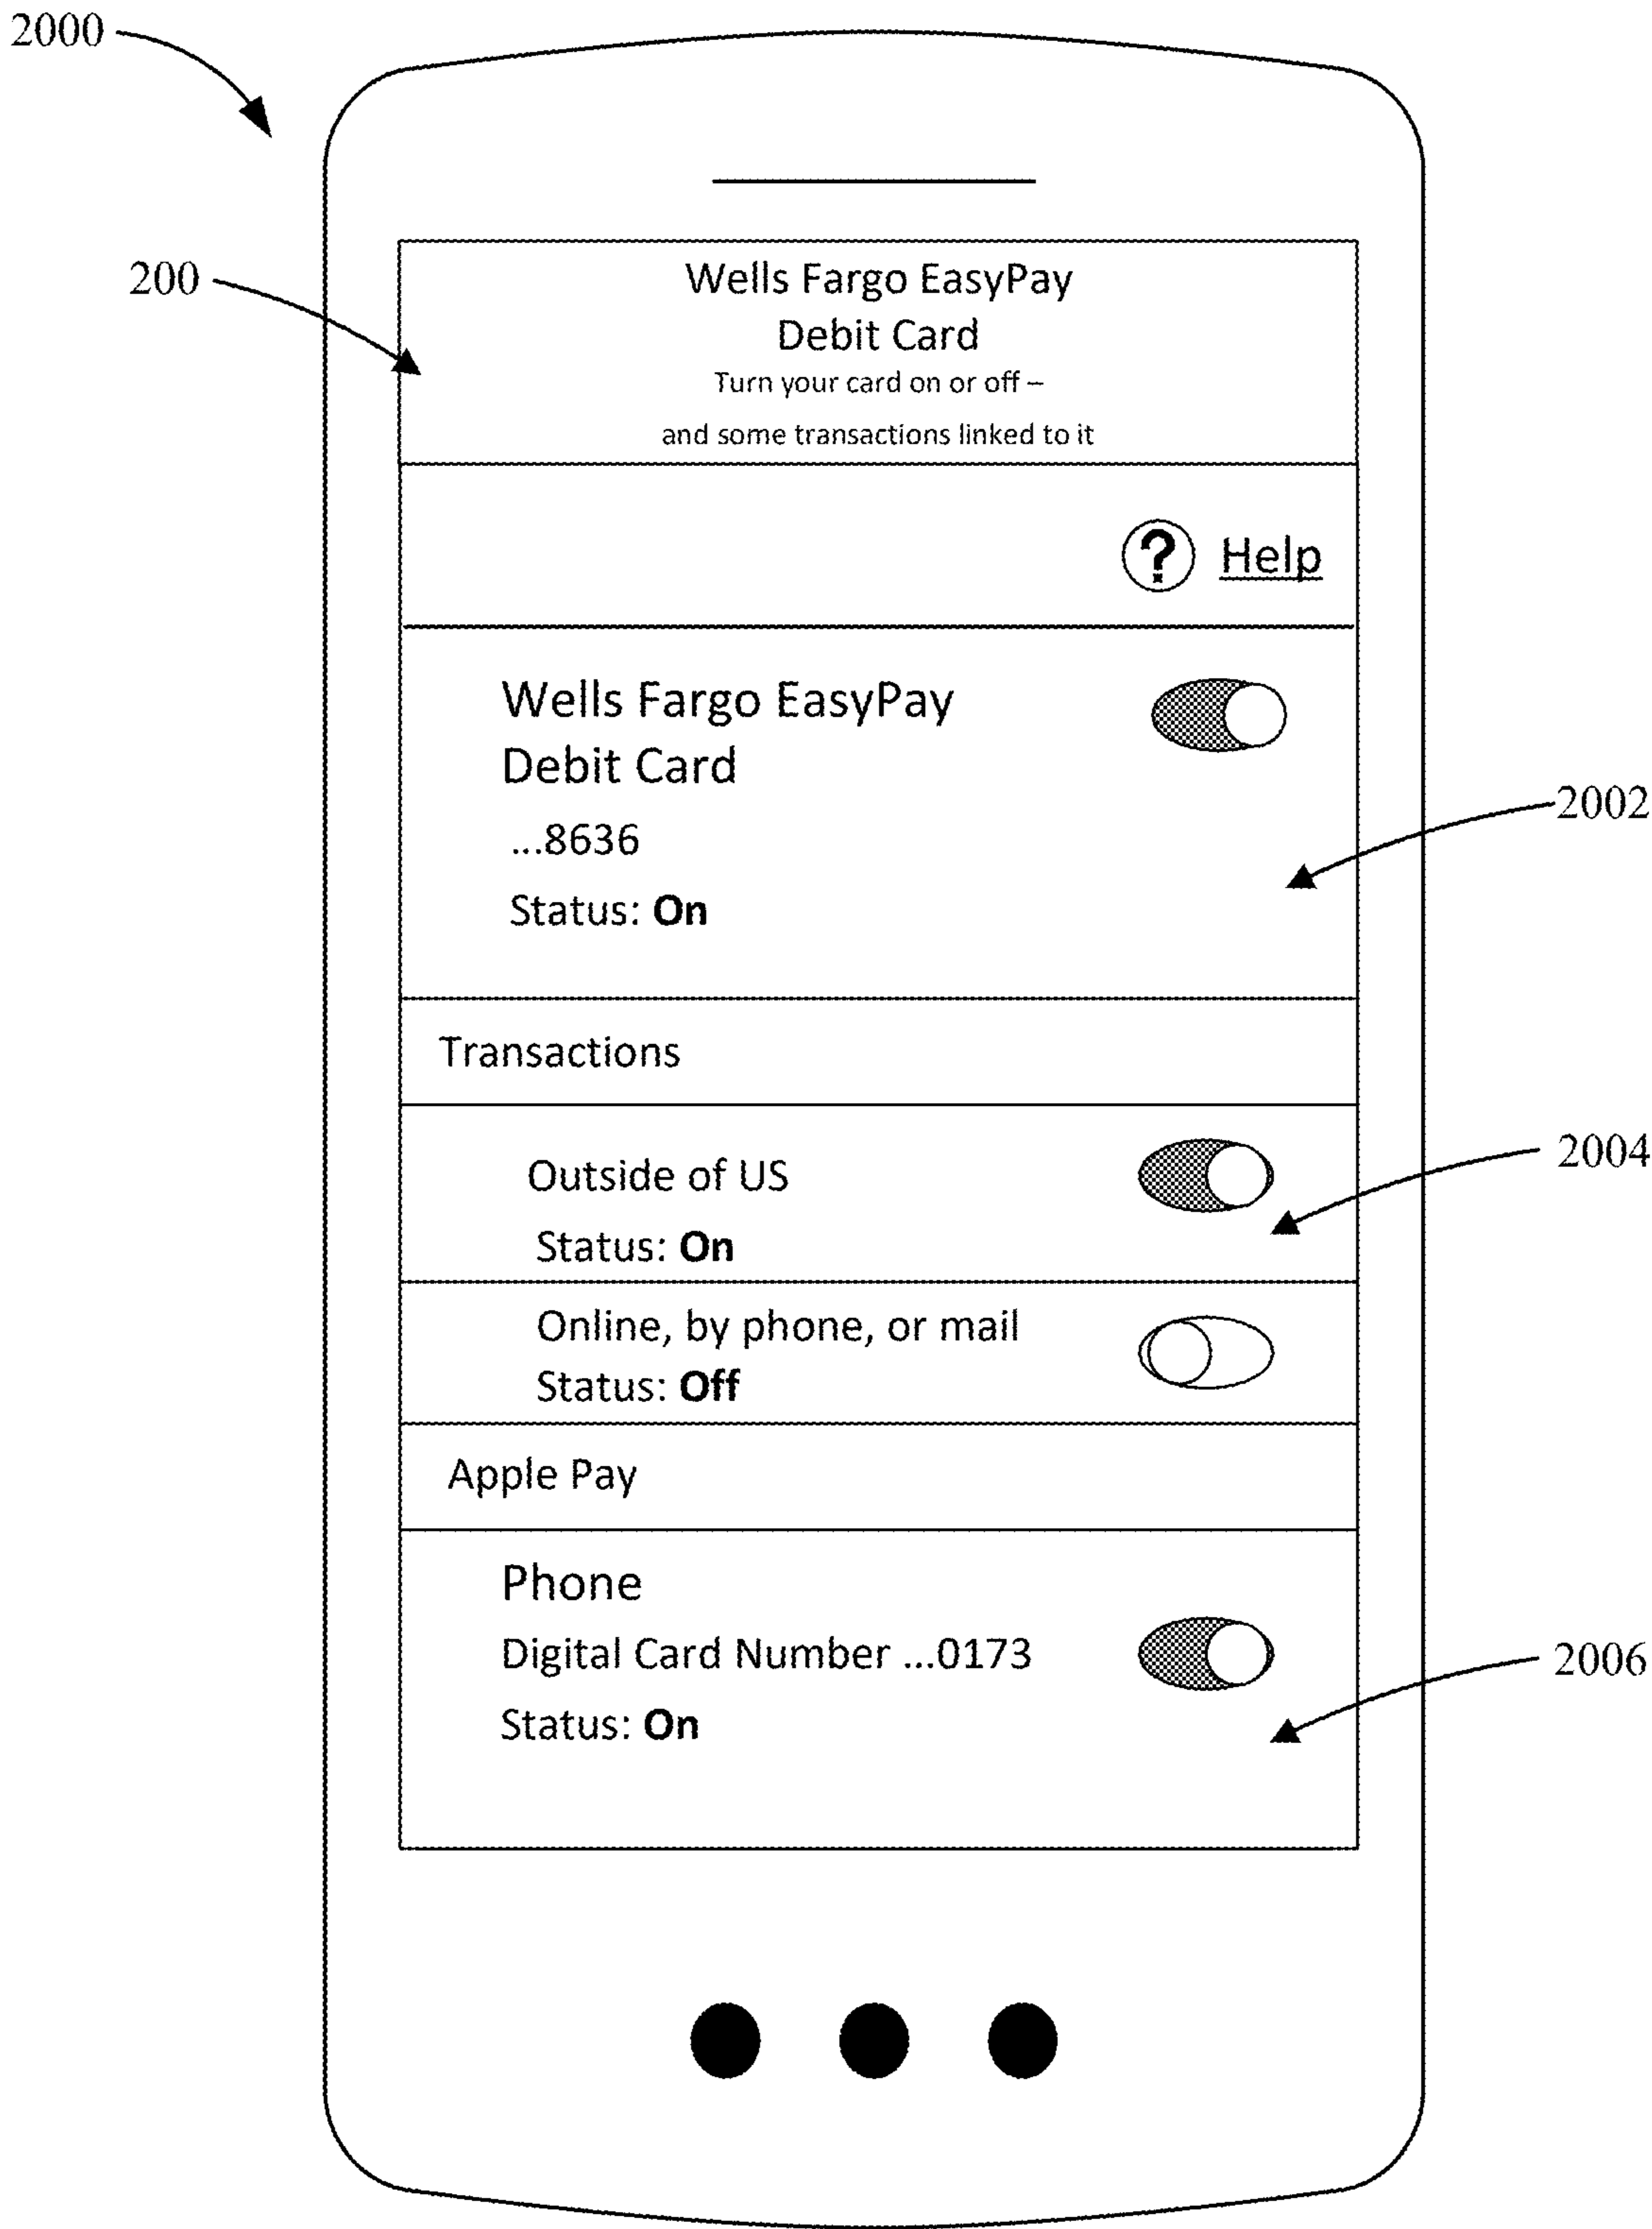 2000
200
Wells Fargo EasyPay
Debit Card
Turn your card on or off –
and some transactions linked to it
? Help
Wells Fargo EasyPay
Debit Card
...8636
Status: On
2002
Transactions
Outside of US
Status: On
2004
Online, by phone, or mail
Status: Off
Apple Pay
Phone
Digital Card Number ...0173
Status: On
2006